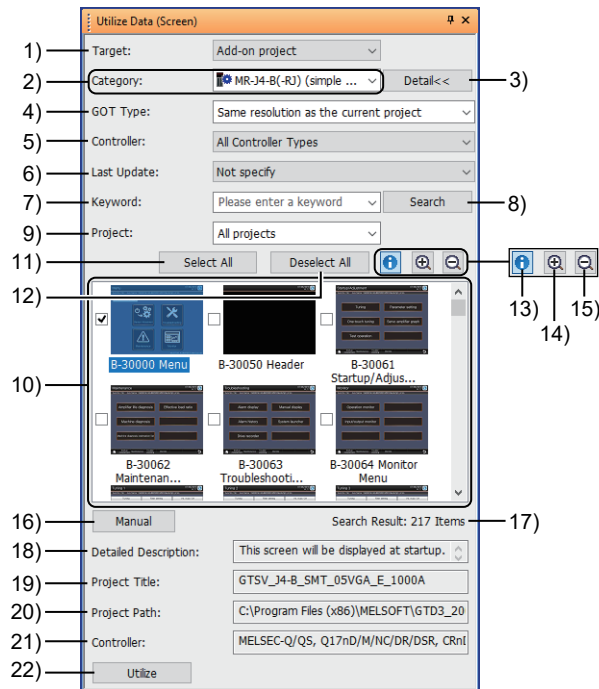 Utilize Data (Screen)
1) Target: Add-on project
2) Category: MR-J4-B(-RJ) (simple ... Detail<< 3)
4) GOT Type: Same resolution as the current project
5) Controller: All Controller Types
6) Last Update: Not specify
7) Keyword: Please enter a keyword Search 8)
9) Project: All projects
11) Select All Deselect All
12) 13) 14) 15)
10)
B-30000 Menu B-30050 Header B-30061
Startup/Adjus...
B-30062 B-30063 B-30064 Monitor
Maintenan... Troubleshooti... Menu
16) Manual Search Result: 217 Items 17)
18) Detailed Description: This screen will be displayed at startup.
19) Project Title: GTSV_J4-B_SMT_05VGA_E_1000A
20) Project Path: C:\Program Files (x86)\MELSOFT\GTD3_20
21) Controller: MELSEC-Q/QS, Q17nD/M/NC/DR/DSR, CRnI
22) Utilize